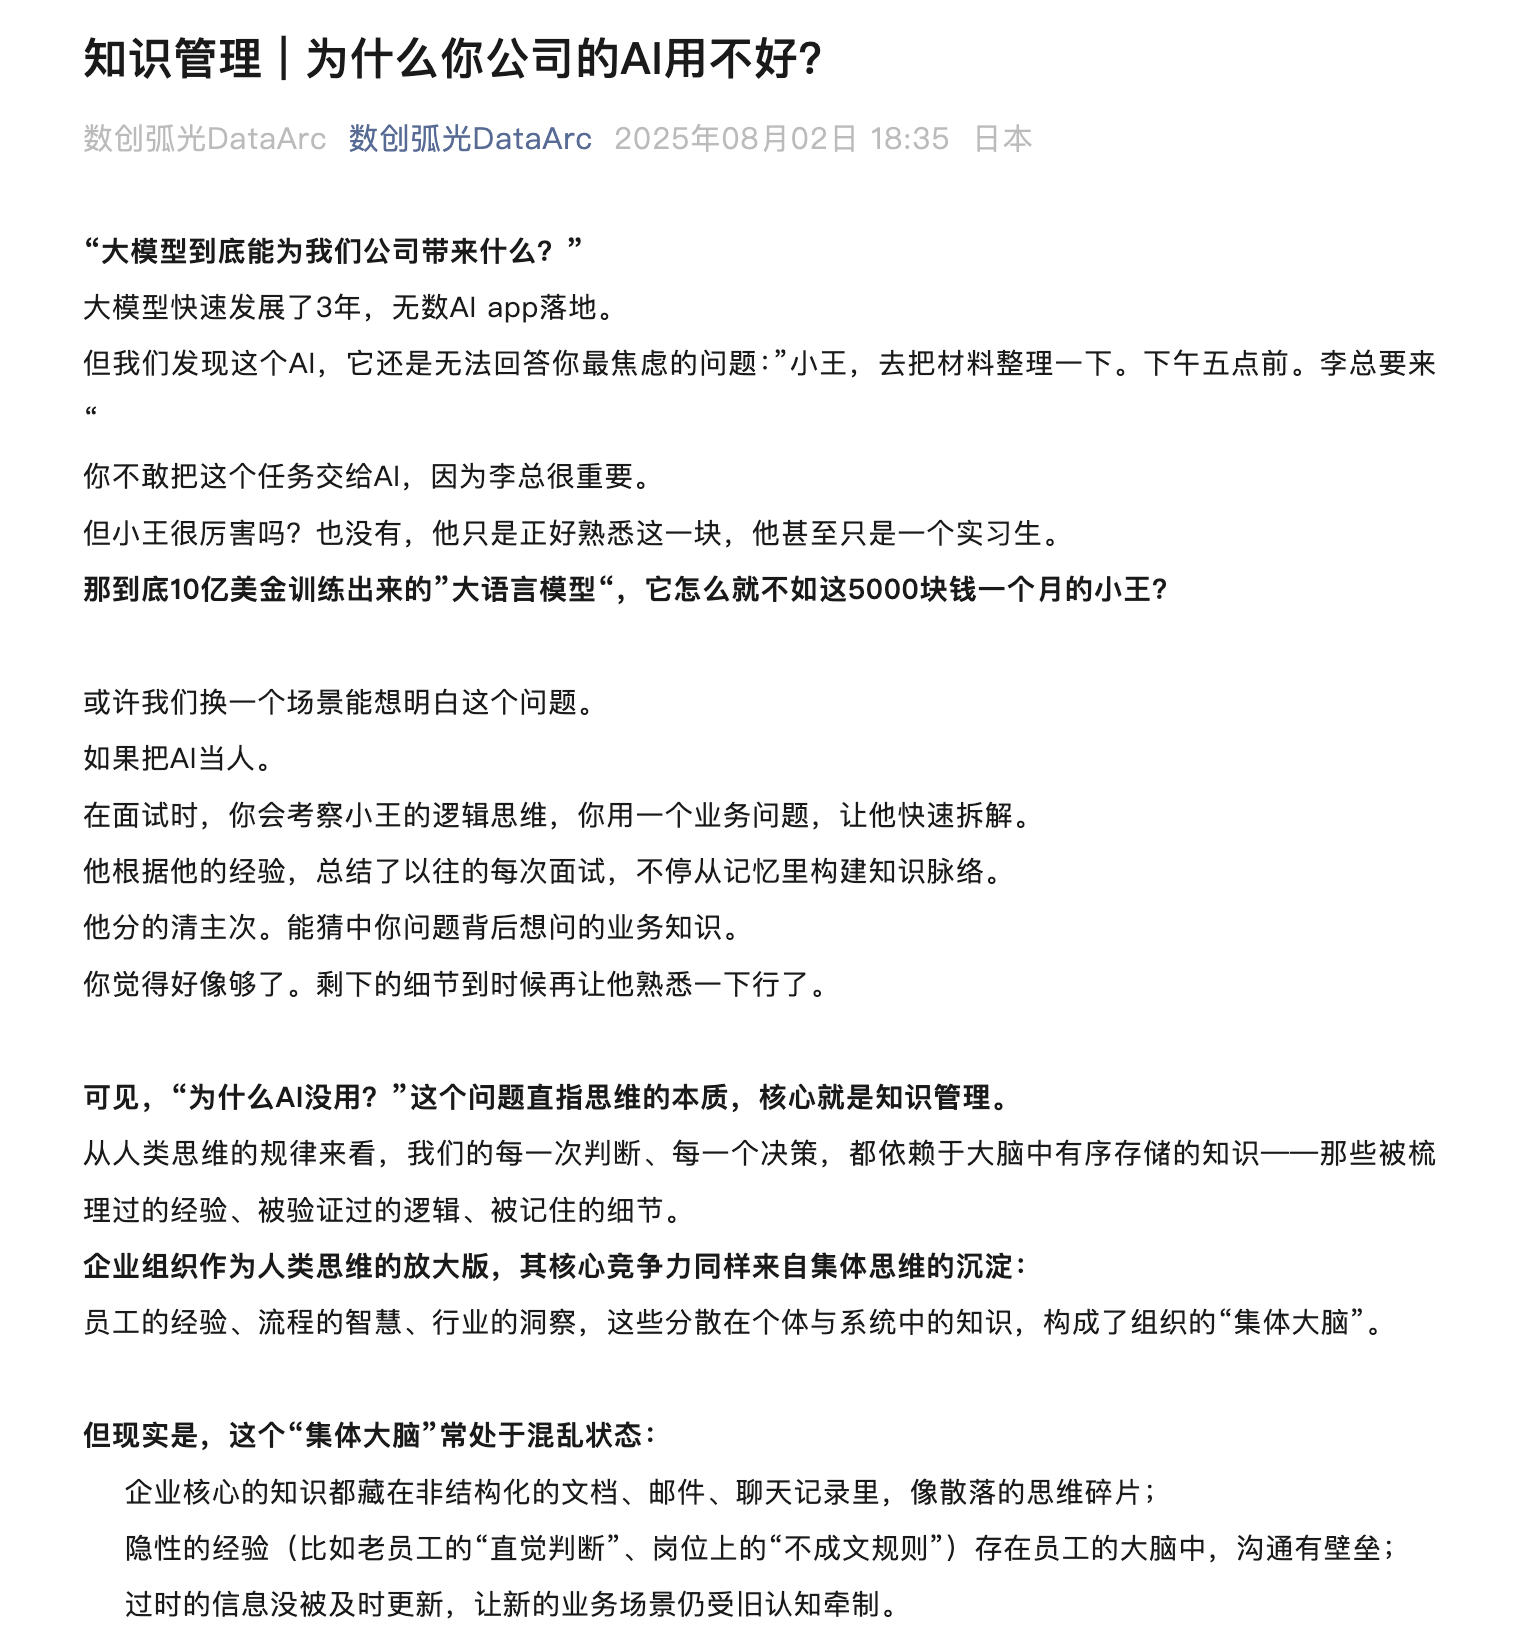 知识管理｜为什么你公司的AI用不好?
数创弧光DataArc 数创弧光DataArc 2025年08月02日 18:35 日本
“大模型到底能为我们公司带来什么？”
大模型快速发展了3年，无数AI app落地。
但我们发现这个AI，它还是无法回答你最焦虑的问题：”小王，去把材料整理一下。下午五点前。李总要来
“
你不敢把这个任务交给AI，因为李总很重要。
但小王很厉害吗？也没有，他只是正好熟悉这一块，他甚至只是一个实习生。
那到底10亿美金训练出来的”大语言模型“，它怎么就不如这5000块钱一个月的小王？
或许我们换一个场景能想明白这个问题。
如果把AI当人。
在面试时，你会考察小王的逻辑思维，你用一个业务问题，让他快速拆解。
他根据他的经验，总结了以往的每次面试，不停从记忆里构建知识脉络。
他分的清主次。能猜中你问题背后想问的业务知识。
你觉得好像够了。剩下的细节到时候再让他熟悉一下行了。
可见，“为什么AI没用？”这个问题直指思维的本质，核心就是知识管理。
从人类思维的规律来看，我们的每一次判断、每一个决策，都依赖于大脑中有序存储的知识——那些被梳
理过的经验、被验证过的逻辑、被记住的细节。
企业组织作为人类思维的放大版，其核心竞争力同样来自集体思维的沉淀：
员工的经验、流程的智慧、行业的洞察，这些分散在个体与系统中的知识，构成了组织的“集体大脑”。
但现实是，这个“集体大脑”常处于混乱状态：
企业核心的知识都藏在非结构化的文档、邮件、聊天记录里，像散落的思维碎片；
隐性的经验（比如老员工的“直觉判断”、岗位上的“不成文规则”）存在员工的大脑中，沟通有壁垒；
过时的信息没被及时更新，让新的业务场景仍受旧认知牵制。